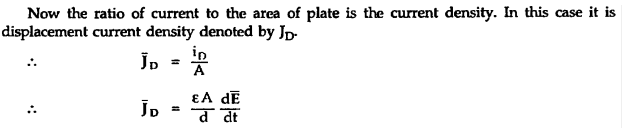 Now the ratio of current to the area of plate is the current density. In this case it is
displacement current density denoted by J_D.
∴ J̄_D = i_D / A
∴ J̄_D = εA / d dĒ / dt